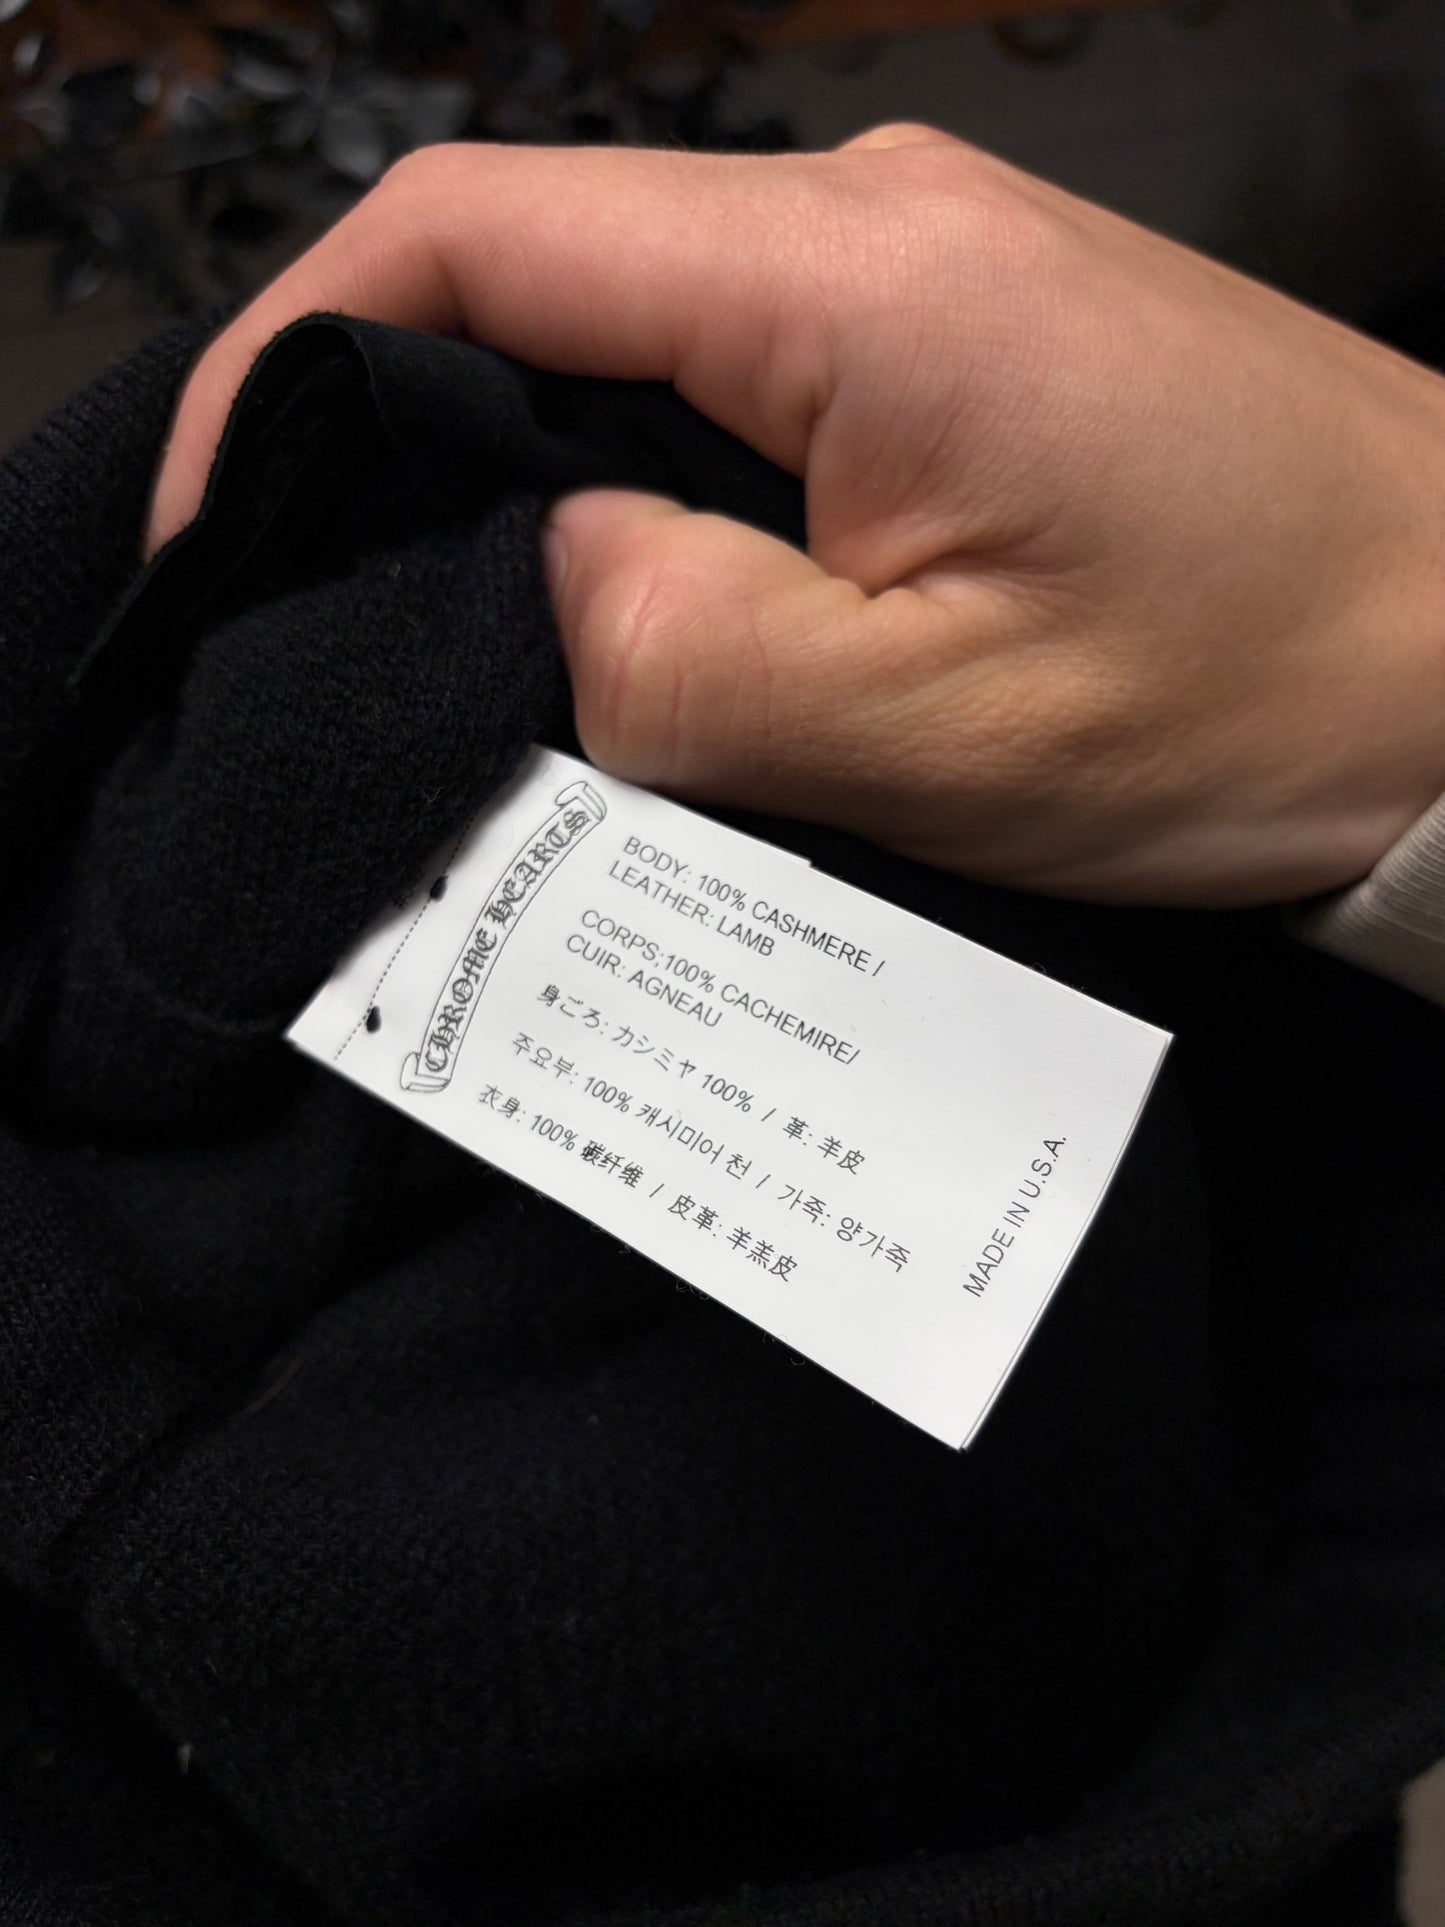 CHROME HEARTS
BODY: 100% CASHMERE /
LEATHER: LAMB
CORPS;100% CACHEMIRE/
CUIR: AGNEAU
身ごろ: カシミヤ 100% / 革: 羊皮
주요부: 100% 캐시미어 천 / 가죽: 양가죽
衣身: 100% 碳纤维 / 皮革: 羊羔皮
MADE IN U.S.A.